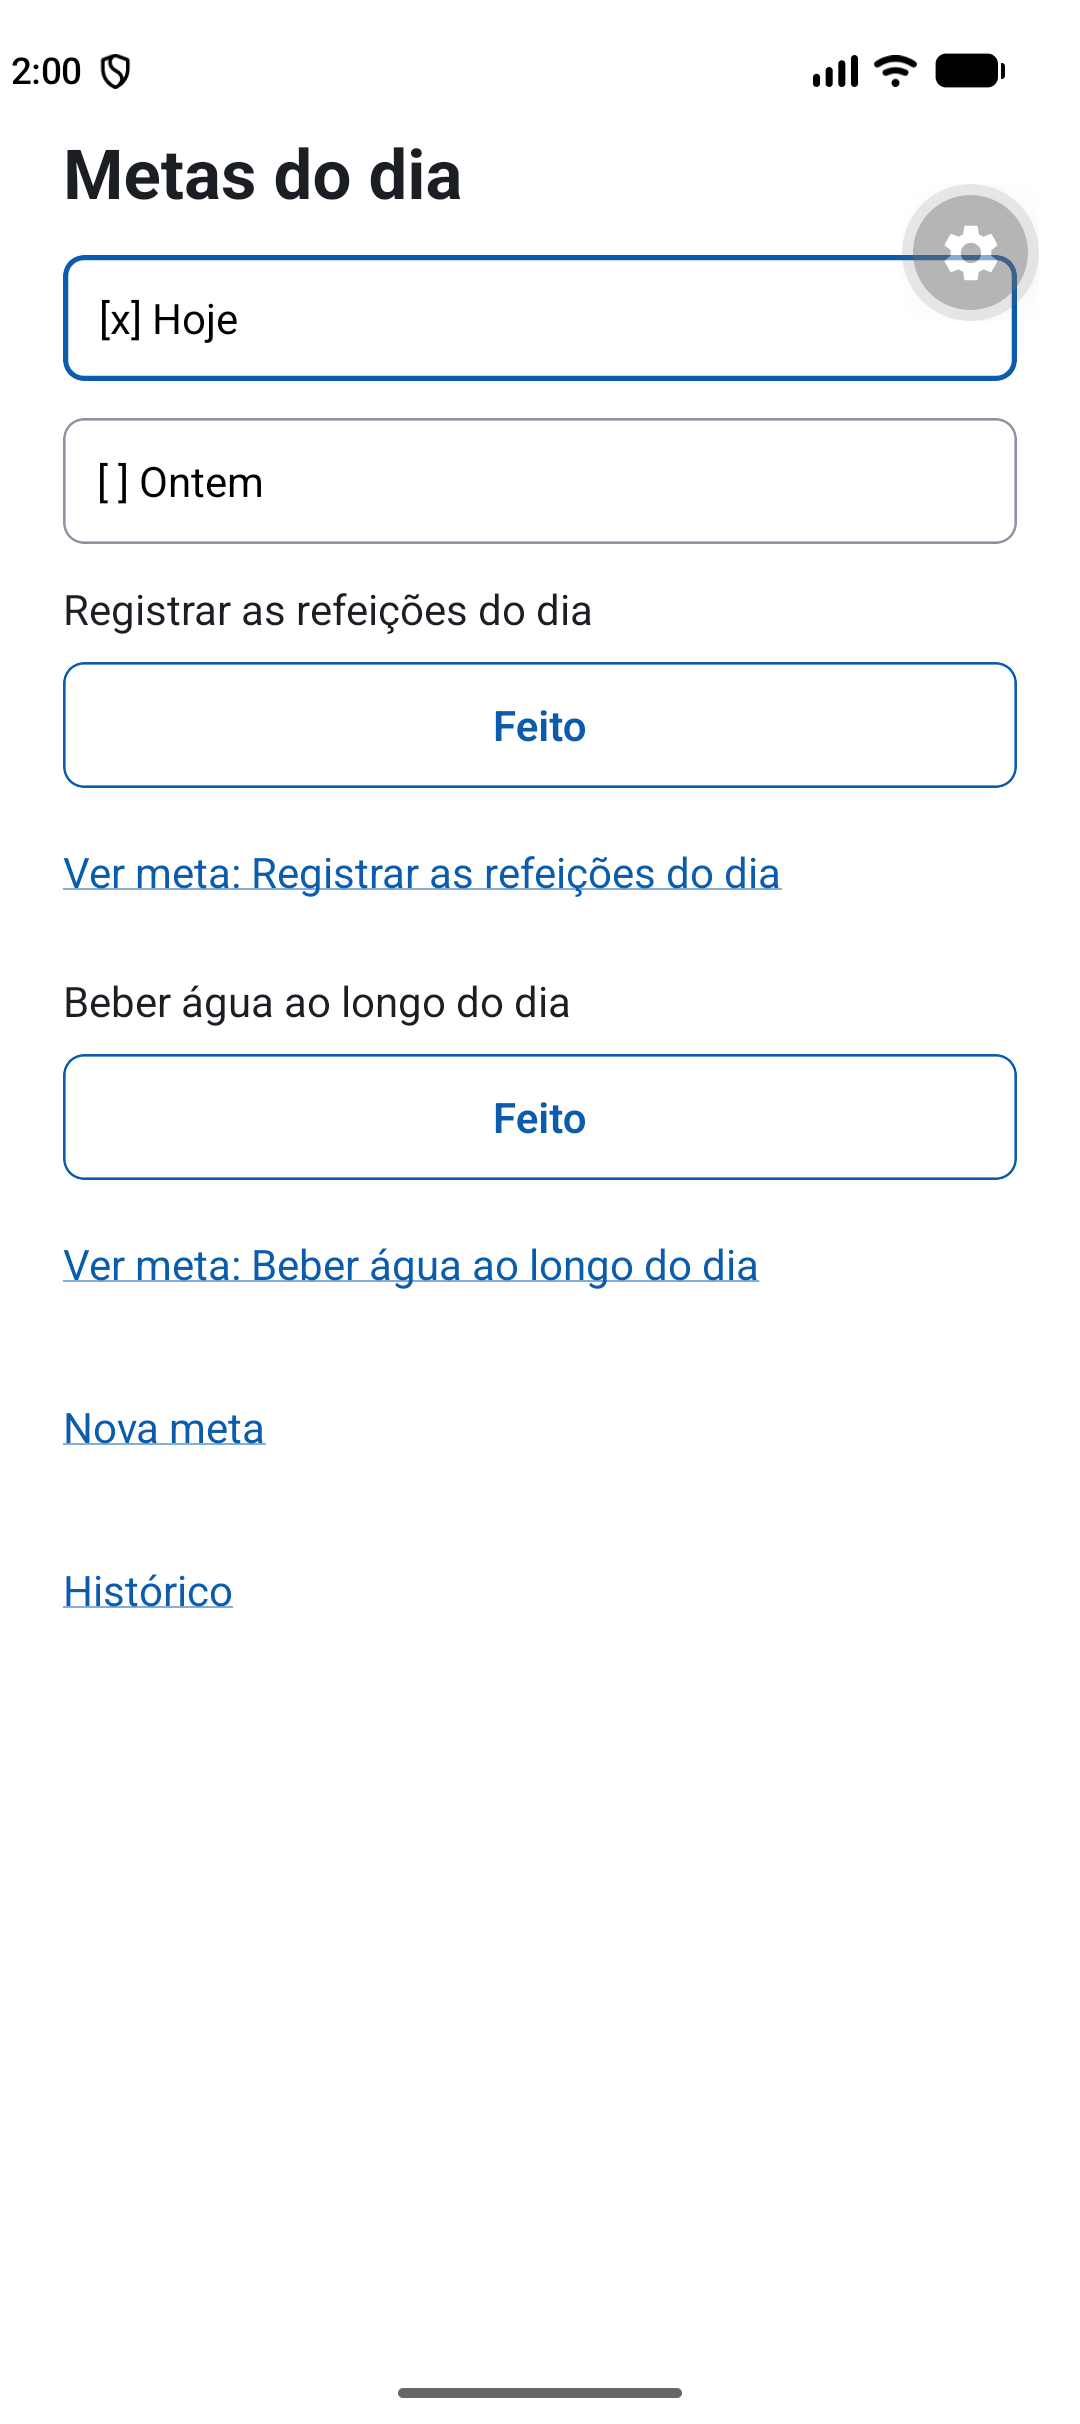 2:00
Metas do dia
[x] Hoje
[ ] Ontem
Registrar as refeições do dia
Feito
Ver meta: Registrar as refeições do dia
Beber água ao longo do dia
Feito
Ver meta: Beber água ao longo do dia
Nova meta
Histórico